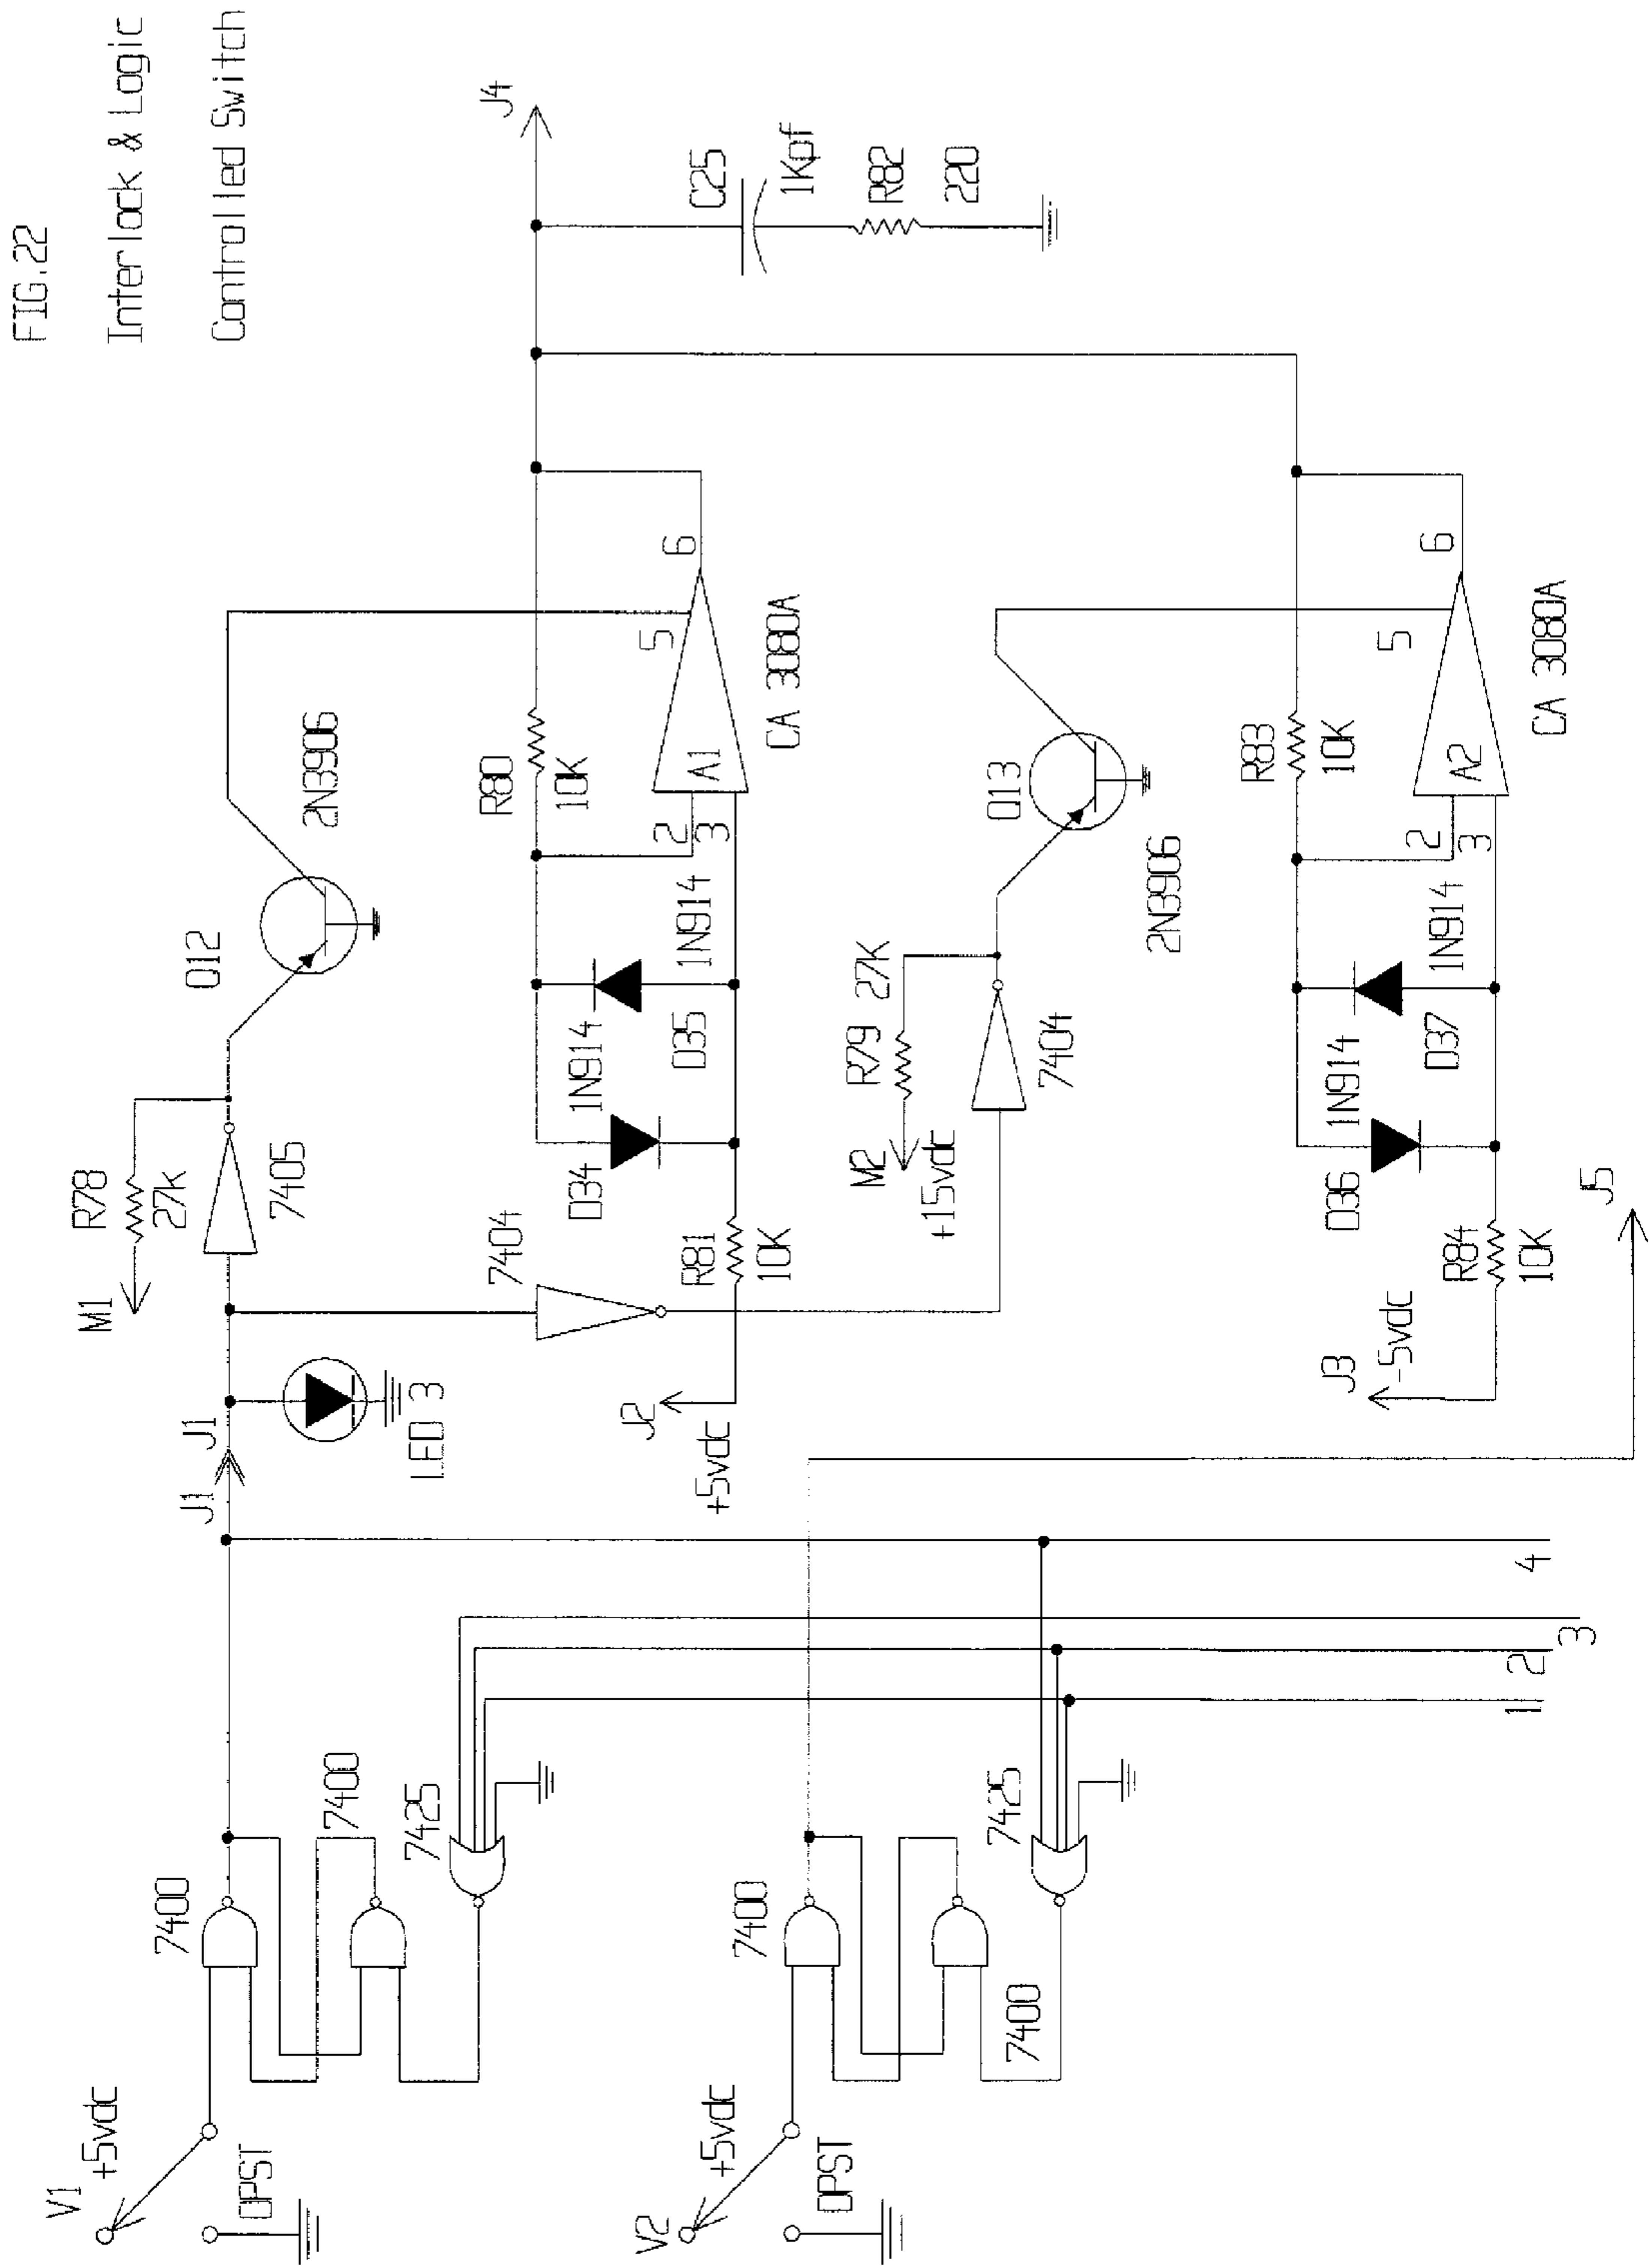 FIG.22
Interlock & Logic
Controlled Switch
V1
+5vdc
DPST
7400
7400
7425
J1
J1
LED 3
M1
R78
27K
7405
Q12
2N3906
7404
J2
+5vdc
R81
10K
D34
1N914
D35
1N914
R80
10K
2
3
A1
5
6
CA 3080A
J4
C25
1Kpf
R82
220
V2
+5vdc
DPST
7400
7400
7425
1
2
3
4
M2
+15vdc
R79
27K
7404
Q13
2N3906
J3
-5vdc
R84
10K
D36
1N914
D37
1N914
R83
10K
2
3
A2
5
6
CA 3080A
J5